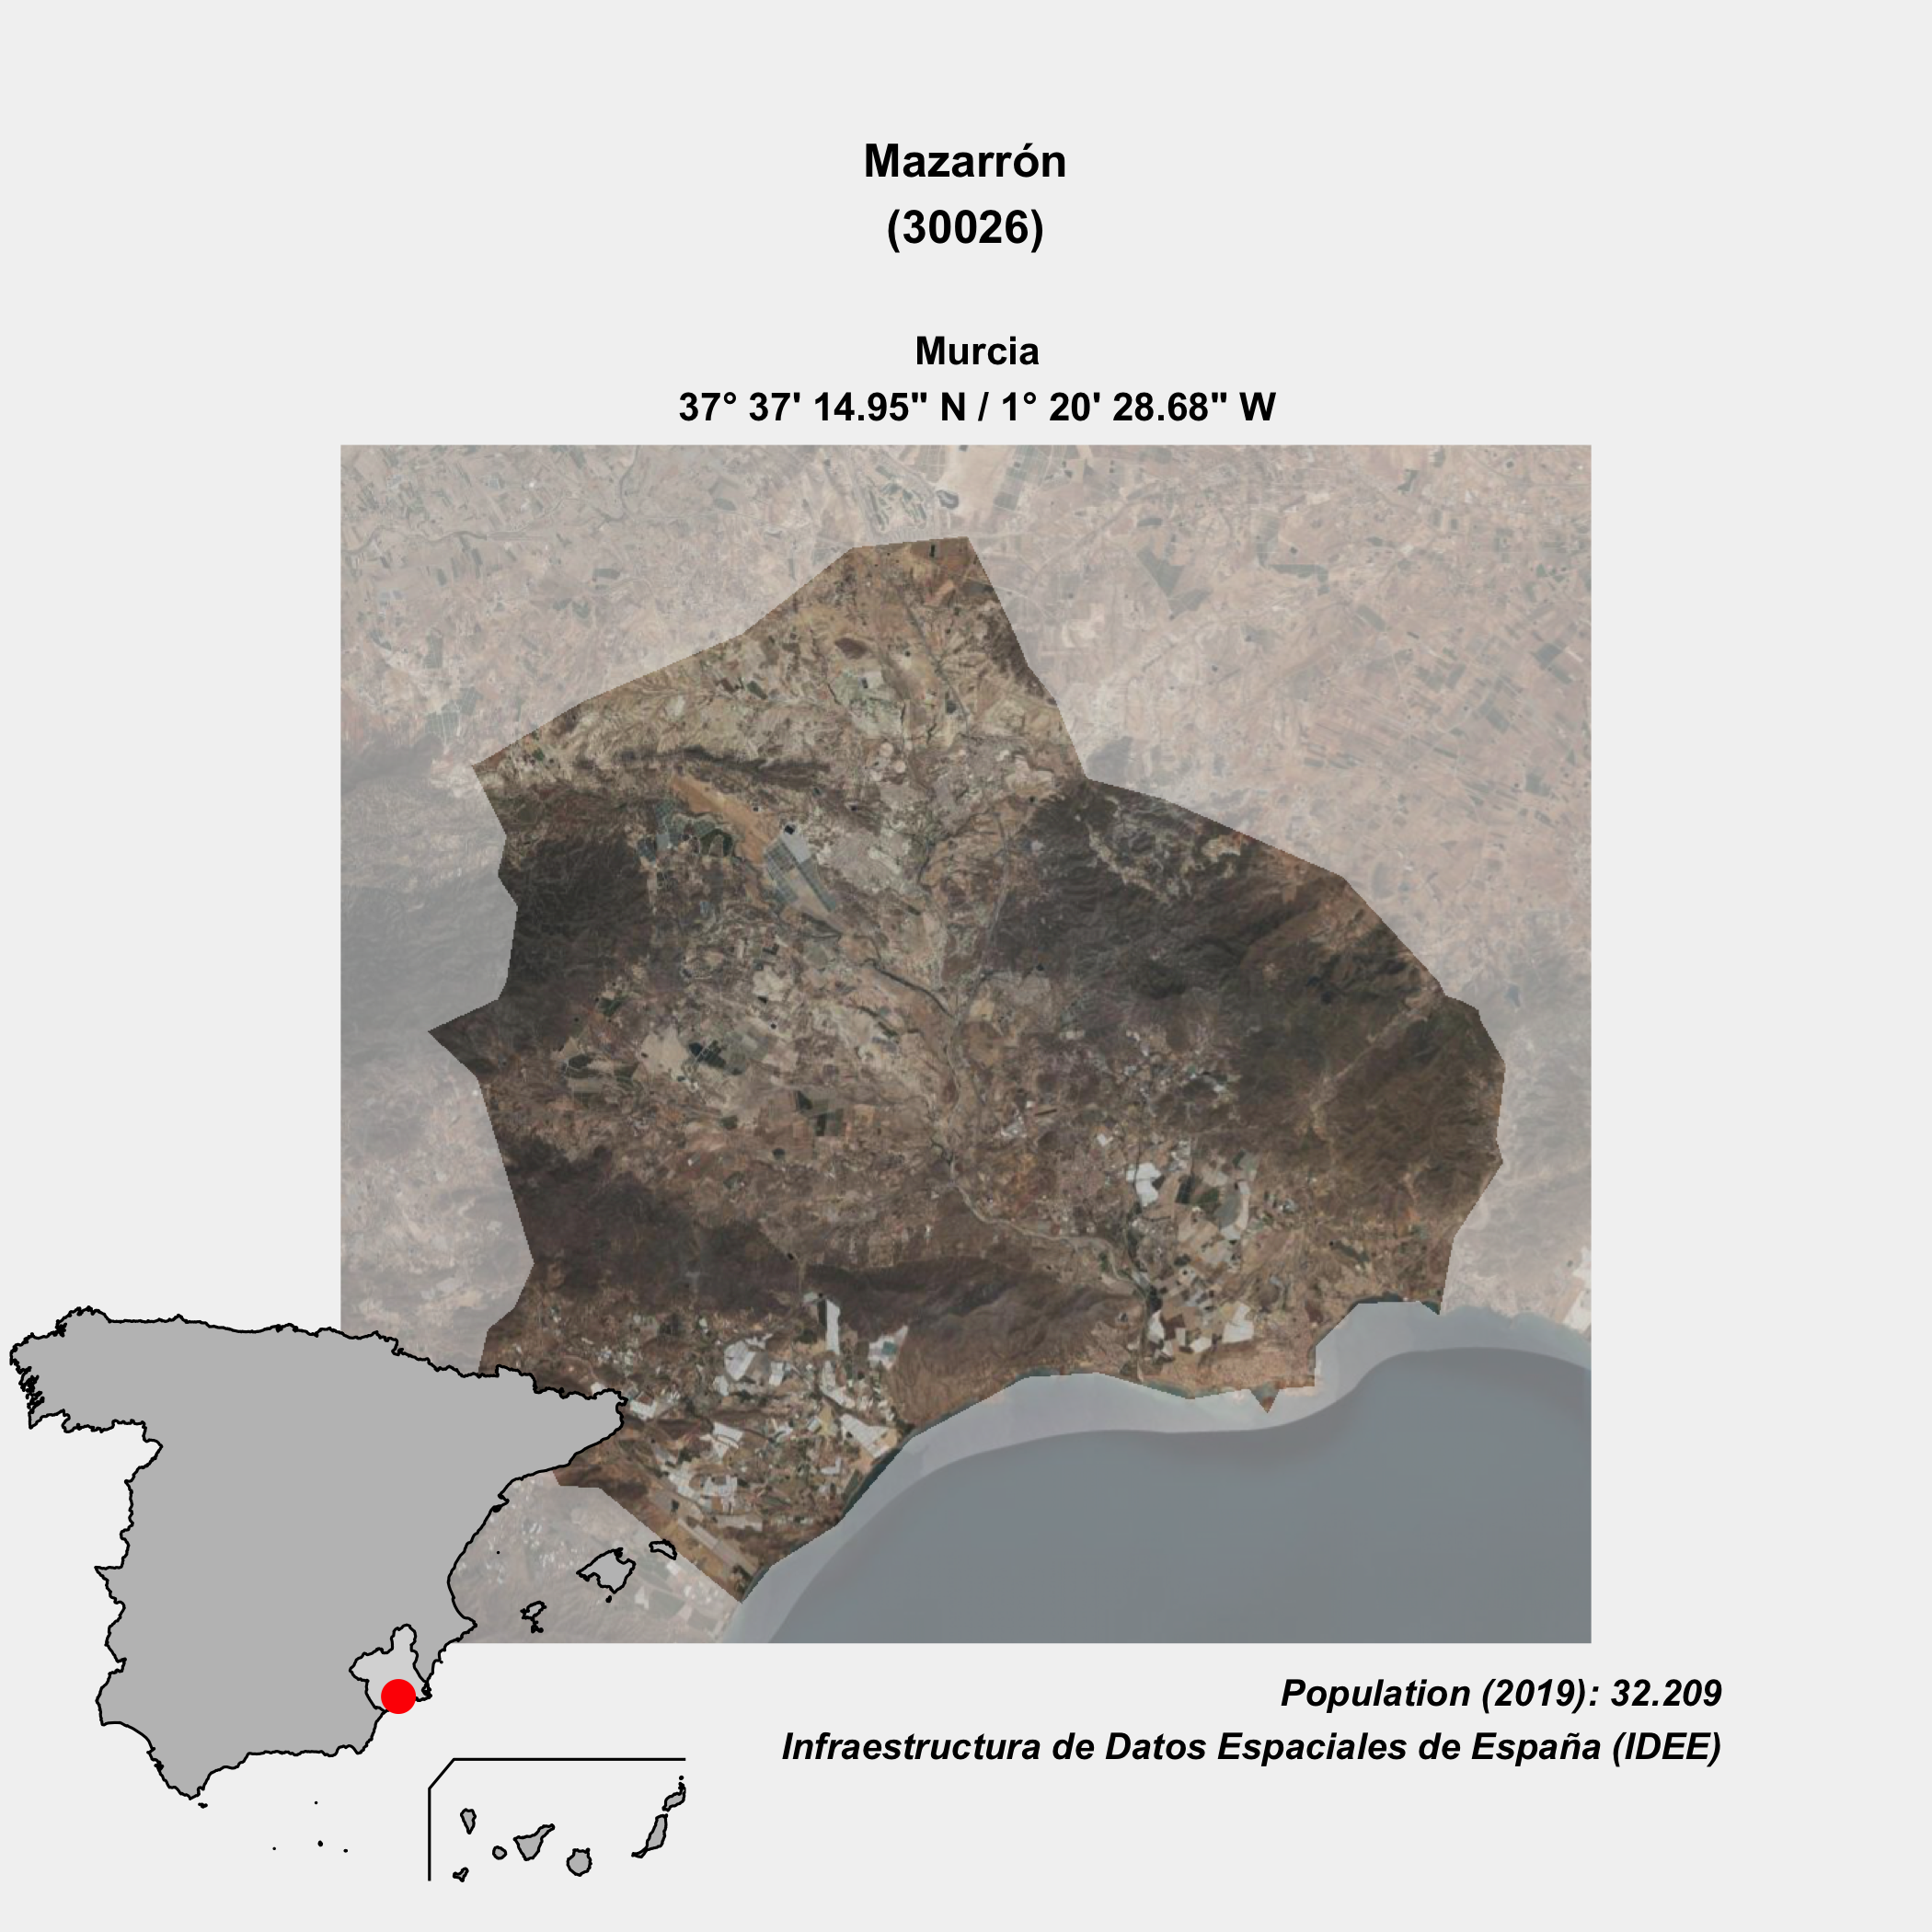 Mazarrón
(30026)
Murcia
37° 37' 14.95" N / 1° 20' 28.68" W
Population (2019): 32.209
Infraestructura de Datos Espaciales de España (IDEE)